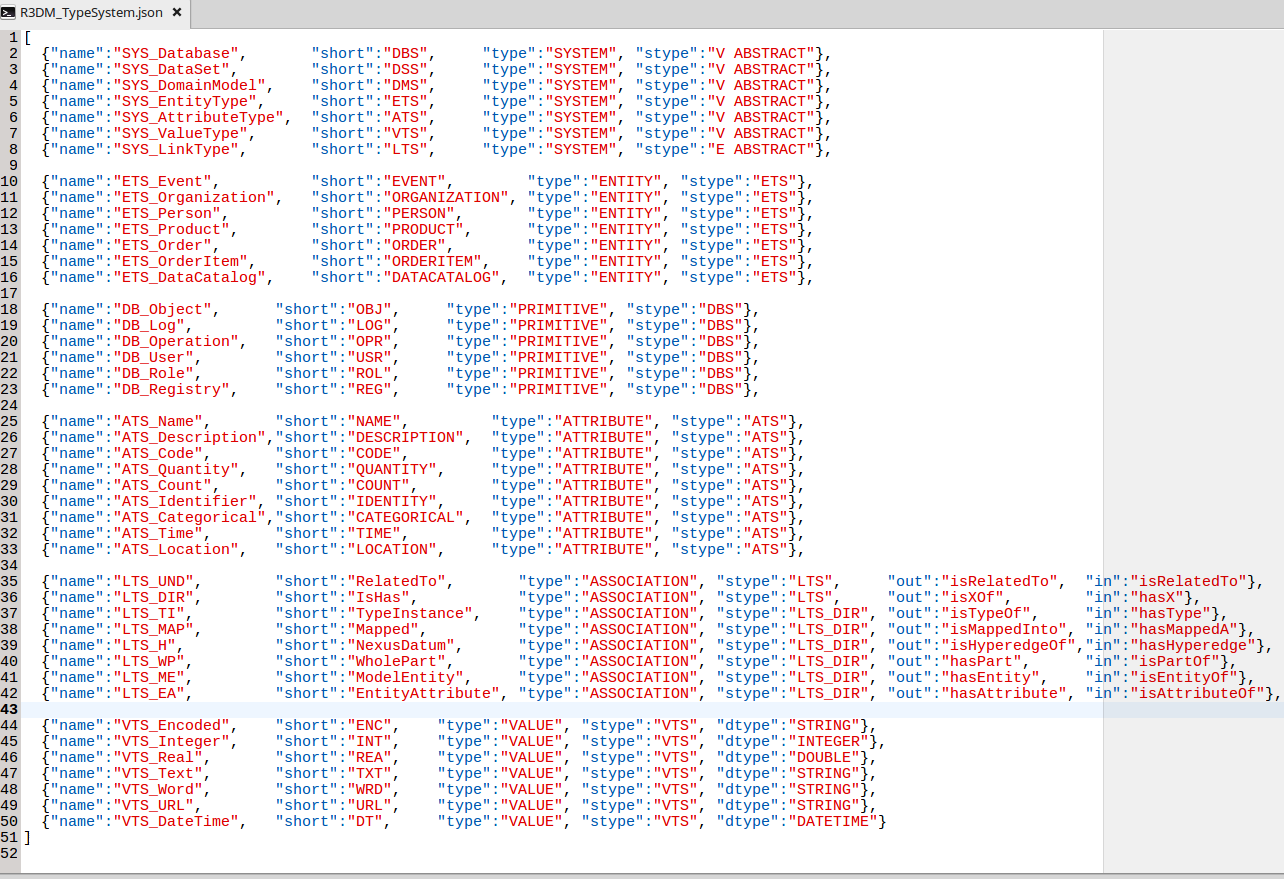 R3DM_TypeSystem.json ×
1 [
2   {"name":"SYS_Database",        "short":"DBS",      "type":"SYSTEM", "stype":"V ABSTRACT"},
3   {"name":"SYS_DataSet",         "short":"DSS",      "type":"SYSTEM", "stype":"V ABSTRACT"},
4   {"name":"SYS_DomainModel",     "short":"DMS",      "type":"SYSTEM", "stype":"V ABSTRACT"},
5   {"name":"SYS_EntityType",      "short":"ETS",      "type":"SYSTEM", "stype":"V ABSTRACT"},
6   {"name":"SYS_AttributeType",   "short":"ATS",      "type":"SYSTEM", "stype":"V ABSTRACT"},
7   {"name":"SYS_ValueType",       "short":"VTS",      "type":"SYSTEM", "stype":"V ABSTRACT"},
8   {"name":"SYS_LinkType",        "short":"LTS",      "type":"SYSTEM", "stype":"E ABSTRACT"},
9
10   {"name":"ETS_Event",           "short":"EVENT",         "type":"ENTITY", "stype":"ETS"},
11   {"name":"ETS_Organization",    "short":"ORGANIZATION",  "type":"ENTITY", "stype":"ETS"},
12   {"name":"ETS_Person",          "short":"PERSON",        "type":"ENTITY", "stype":"ETS"},
13   {"name":"ETS_Product",         "short":"PRODUCT",       "type":"ENTITY", "stype":"ETS"},
14   {"name":"ETS_Order",           "short":"ORDER",         "type":"ENTITY", "stype":"ETS"},
15   {"name":"ETS_OrderItem",       "short":"ORDERITEM",     "type":"ENTITY", "stype":"ETS"},
16   {"name":"ETS_DataCatalog",     "short":"DATACATALOG",   "type":"ENTITY", "stype":"ETS"},
17
18   {"name":"DB_Object",       "short":"OBJ",      "type":"PRIMITIVE", "stype":"DBS"},
19   {"name":"DB_Log",          "short":"LOG",      "type":"PRIMITIVE", "stype":"DBS"},
20   {"name":"DB_Operation",    "short":"OPR",      "type":"PRIMITIVE", "stype":"DBS"},
21   {"name":"DB_User",         "short":"USR",      "type":"PRIMITIVE", "stype":"DBS"},
22   {"name":"DB_Role",         "short":"ROL",      "type":"PRIMITIVE", "stype":"DBS"},
23   {"name":"DB_Registry",     "short":"REG",      "type":"PRIMITIVE", "stype":"DBS"},
24
25   {"name":"ATS_Name",        "short":"NAME",          "type":"ATTRIBUTE", "stype":"ATS"},
26   {"name":"ATS_Description","short":"DESCRIPTION",   "type":"ATTRIBUTE", "stype":"ATS"},
27   {"name":"ATS_Code",        "short":"CODE",          "type":"ATTRIBUTE", "stype":"ATS"},
28   {"name":"ATS_Quantity",    "short":"QUANTITY",      "type":"ATTRIBUTE", "stype":"ATS"},
29   {"name":"ATS_Count",       "short":"COUNT",         "type":"ATTRIBUTE", "stype":"ATS"},
30   {"name":"ATS_Identifier",  "short":"IDENTITY",      "type":"ATTRIBUTE", "stype":"ATS"},
31   {"name":"ATS_Categorical","short":"CATEGORICAL",   "type":"ATTRIBUTE", "stype":"ATS"},
32   {"name":"ATS_Time",        "short":"TIME",          "type":"ATTRIBUTE", "stype":"ATS"},
33   {"name":"ATS_Location",    "short":"LOCATION",      "type":"ATTRIBUTE", "stype":"ATS"},
34
35   {"name":"LTS_UND",         "short":"RelatedTo",        "type":"ASSOCIATION", "stype":"LTS",      "out":"isRelatedTo",   "in":"isRelatedTo"},
36   {"name":"LTS_DIR",         "short":"IsHas",            "type":"ASSOCIATION", "stype":"LTS",      "out":"isXOf",         "in":"hasX"},
37   {"name":"LTS_TI",          "short":"TypeInstance",     "type":"ASSOCIATION", "stype":"LTS_DIR",  "out":"isTypeOf",      "in":"hasType"},
38   {"name":"LTS_MAP",         "short":"Mapped",           "type":"ASSOCIATION", "stype":"LTS_DIR",  "out":"isMappedInto",  "in":"hasMappedA"},
39   {"name":"LTS_H",           "short":"NexusDatum",       "type":"ASSOCIATION", "stype":"LTS_DIR",  "out":"isHyperedgeOf","in":"hasHyperedge"},
40   {"name":"LTS_WP",          "short":"WholePart",        "type":"ASSOCIATION", "stype":"LTS_DIR",  "out":"hasPart",       "in":"isPartOf"},
41   {"name":"LTS_ME",          "short":"ModelEntity",      "type":"ASSOCIATION", "stype":"LTS_DIR",  "out":"hasEntity",     "in":"isEntityOf"},
42   {"name":"LTS_EA",          "short":"EntityAttribute",  "type":"ASSOCIATION", "stype":"LTS_DIR",  "out":"hasAttribute",  "in":"isAttributeOf"},
43
44   {"name":"VTS_Encoded",     "short":"ENC",     "type":"VALUE", "stype":"VTS", "dtype":"STRING"},
45   {"name":"VTS_Integer",     "short":"INT",     "type":"VALUE", "stype":"VTS", "dtype":"INTEGER"},
46   {"name":"VTS_Real",        "short":"REA",     "type":"VALUE", "stype":"VTS", "dtype":"DOUBLE"},
47   {"name":"VTS_Text",        "short":"TXT",     "type":"VALUE", "stype":"VTS", "dtype":"STRING"},
48   {"name":"VTS_Word",        "short":"WRD",     "type":"VALUE", "stype":"VTS", "dtype":"STRING"},
49   {"name":"VTS_URL",         "short":"URL",     "type":"VALUE", "stype":"VTS", "dtype":"STRING"},
50   {"name":"VTS_DateTime",    "short":"DT",      "type":"VALUE", "stype":"VTS", "dtype":"DATETIME"}
51 ]
52